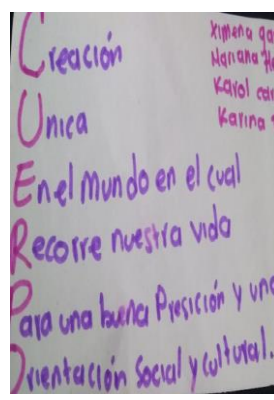 Creación
Unica
En el mundo en el cual
Recorre nuestra vida
Para una buena Presición y una
Orientación Social y cultural.
Ximena
Karol
Karina